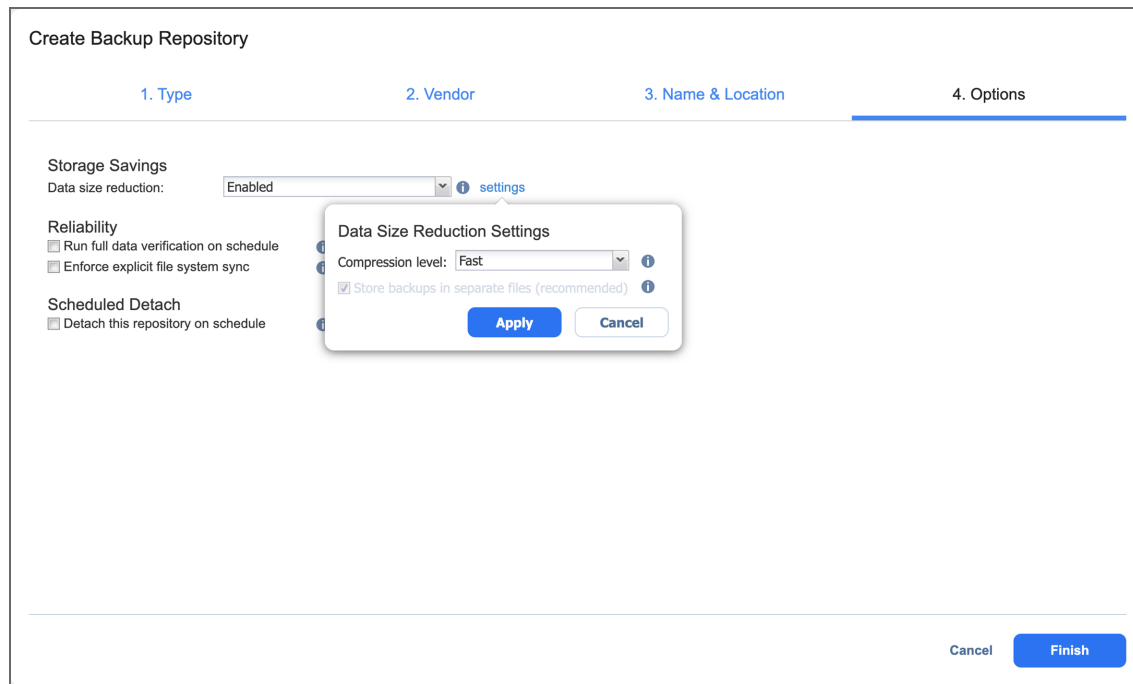 Create Backup Repository
1. Type
2. Vendor
3. Name & Location
4. Options
Storage Savings
Data size reduction:
Enabled
settings
Reliability
Run full data verification on schedule
Enforce explicit file system sync
Scheduled Detach
Detach this repository on schedule
Data Size Reduction Settings
Compression level:
Fast
Store backups in separate files (recommended)
Apply
Cancel
Cancel
Finish